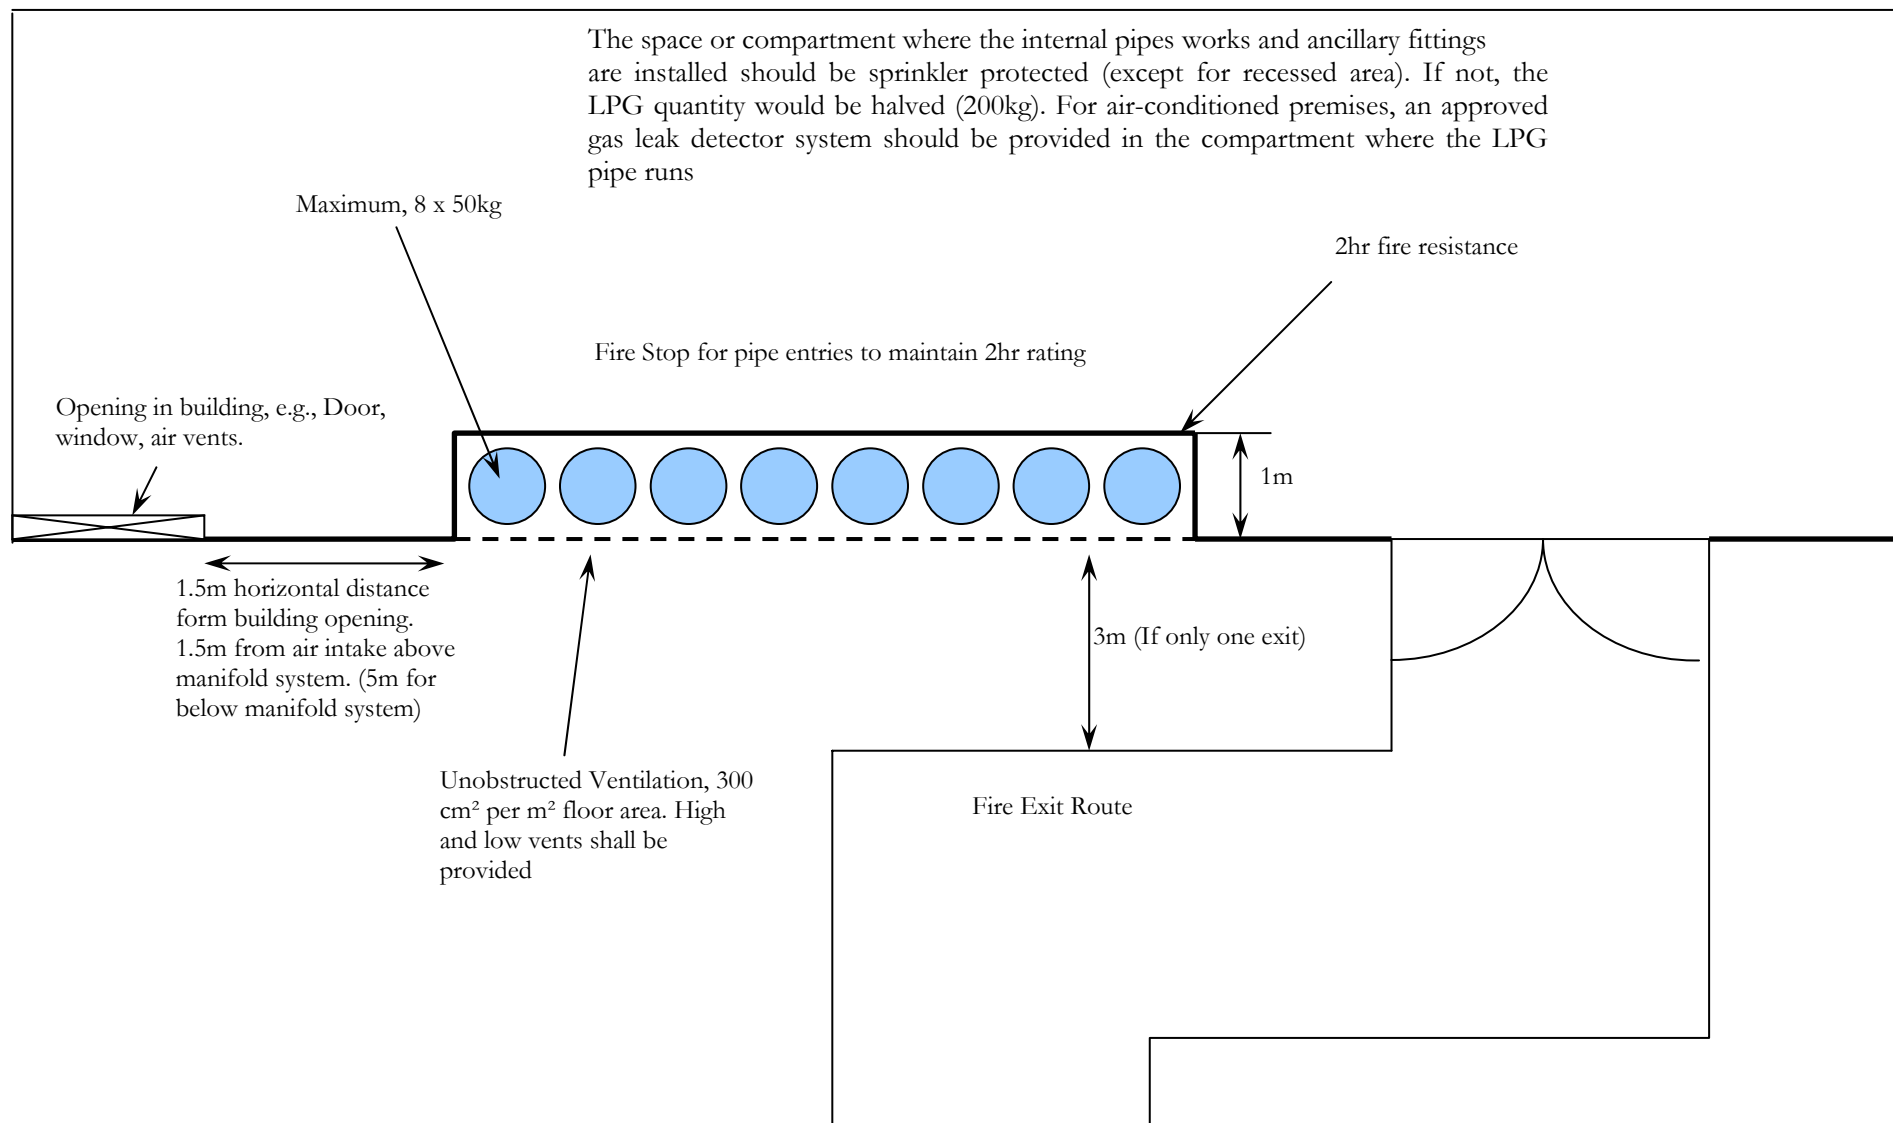 The space or compartment where the internal pipes works and ancillary fittings
are installed should be sprinkler protected (except for recessed area). If not, the
LPG quantity would be halved (200kg). For air-conditioned premises, an approved
gas leak detector system should be provided in the compartment where the LPG
pipe runs
Maximum, 8 x 50kg
2hr fire resistance
Fire Stop for pipe entries to maintain 2hr rating
Opening in building, e.g., Door,
window, air vents.
1m
1.5m horizontal distance
form building opening.
1.5m from air intake above
manifold system. (5m for
below manifold system)
3m (If only one exit)
Unobstructed Ventilation, 300
cm² per m² floor area. High
and low vents shall be
provided
Fire Exit Route